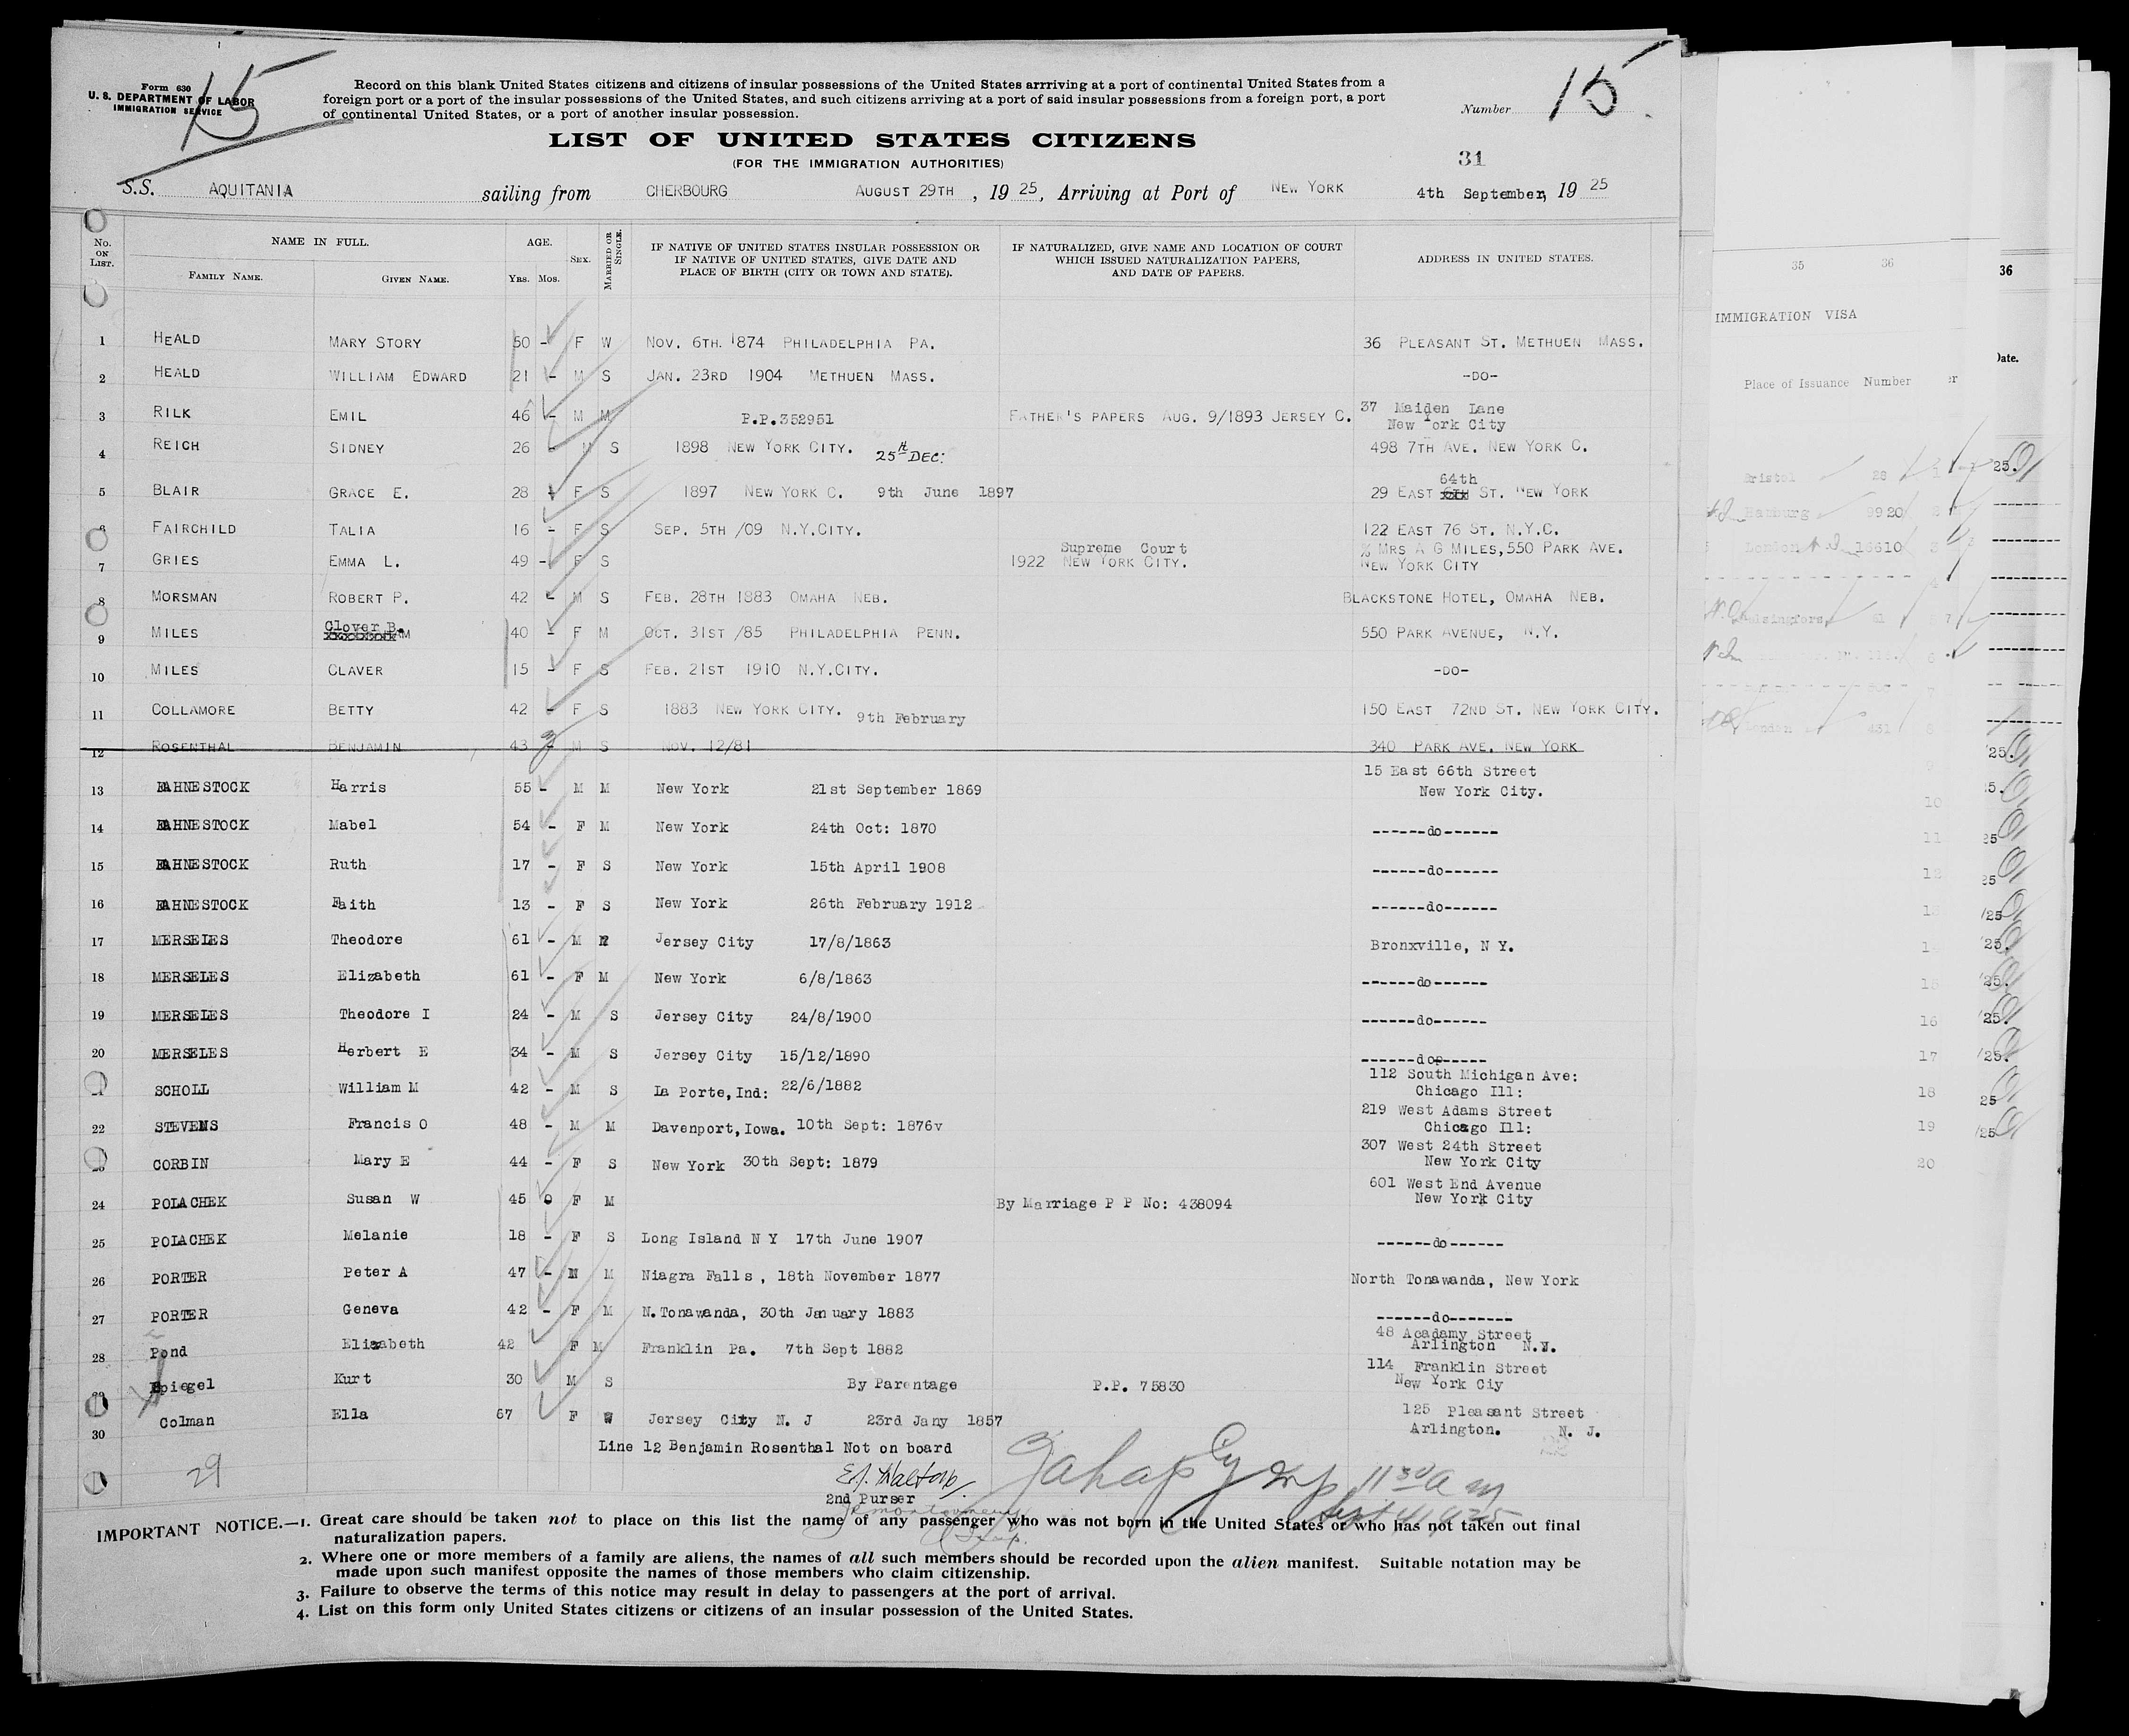 15
Form 630
U. S. DEPARTMENT OF LABOR
IMMIGRATION SERVICE
Record on this blank United States citizens and citizens of insular possessions of the United States arrriving at a port of continental United States from a
foreign port or a port of the insular possessions of the United States, and such citizens arriving at a port of said insular possessions from a foreign port, a port
of continental United States, or a port of another insular possession.
Number 15
LIST OF UNITED STATES CITIZENS
(FOR THE IMMIGRATION AUTHORITIES)
31
S.S. AQUITANIA sailing from CHERBOURG AUGUST 29TH, 19 25, Arriving at Port of NEW YORK 4th September, 19 25
No. ON LIST. NAME IN FULL. FAMILY NAME. GIVEN NAME. AGE. Yrs. Mos. SEX. MARRIED OR SINGLE. IF NATIVE OF UNITED STATES INSULAR POSSESSION OR IF NATIVE OF UNITED STATES, GIVE DATE AND PLACE OF BIRTH (CITY OR TOWN AND STATE). IF NATURALIZED, GIVE NAME AND LOCATION OF COURT WHICH ISSUED NATURALIZATION PAPERS, AND DATE OF PAPERS. ADDRESS IN UNITED STATES.
1 HEALD MARY STORY 50 - F W NOV. 6TH. 1874 PHILADELPHIA PA. 36 PLEASANT ST. METHUEN MASS.
2 HEALD WILLIAM EDWARD 21 - M S JAN. 23RD 1904 METHUEN MASS. -DO-
3 RILK EMIL 46 - M M P.P.352951 FATHER'S PAPERS AUG. 9/1893 JERSEY C. 37 Maiden Lane New York City
4 REICH SIDNEY 26 - M S 1898 NEW YORK CITY. 25th DEC: 498 7TH AVE. NEW YORK C.
5 BLAIR GRACE E. 28 F S 1897 NEW YORK C. 9th June 1897 29 EAST 64th ST. NEW YORK
6 FAIRCHILD TALIA 16 - F S SEP. 5TH /09 N.Y.CITY. 122 EAST 76 ST. N.Y.C.
7 GRIES EMMA L. 49 - F S 1922 Supreme Court NEW YORK CITY. % MRS A G MILES, 550 PARK AVE. NEW YORK CITY
8 MORSMAN ROBERT P. 42 - M S FEB. 28TH 1883 OMAHA NEB. BLACKSTONE HOTEL, OMAHA NEB.
9 MILES Clover B. 40 - F M OCT. 31ST /85 PHILADELPHIA PENN. 550 PARK AVENUE, N.Y.
10 MILES CLAVER 15 - F S FEB. 21ST 1910 N.Y.CITY. -DO-
11 COLLAMORE BETTY 42 - F S 1883 NEW YORK CITY. 9th February 150 EAST 72ND ST. NEW YORK CITY.
12 ROSENTHAL BENJAMIN 43 M S NOV. 12/81 340 PARK AVE. NEW YORK
13 FAHNESTOCK Harris 55 - M M New York 21st September 1869 15 East 66th Street New York City.
14 FAHNESTOCK Mabel 54 - F M New York 24th Oct: 1870 ------do------
15 FAHNESTOCK Ruth 17 - F S New York 15th April 1908 ------do------
16 FAHNESTOCK Faith 13 - F S New York 26th February 1912 ------do------
17 MERSELES Theodore 61 - M M Jersey City 17/8/1863 Bronxville, N Y.
18 MERSELES Elizabeth 61 - F M New York 6/8/1863 ------do------
19 MERSELES Theodore I 24 - M S Jersey City 24/8/1900 ------do------
20 MERSELES Herbert E 34 - M S Jersey City 15/12/1890 ------do------
SCHOLL William M 42 - M S La Porte, Ind: 22/6/1882 112 South Michigan Ave: Chicago Ill:
22 STEVENS Francis O 48 - M M Davenport, Iowa. 10th Sept: 1876v 219 West Adams Street Chicago Ill:
CORBIN Mary E 44 - F S New York 30th Sept: 1879 307 West 24th Street New York City
24 POLACHEK Susan W 45 0 F M By Marriage P P No: 438094 601 West End Avenue New York City
25 POLACHEK Melanie 18 - F S Long Island N Y 17th June 1907 ------do------
26 PORTER Peter A 47 - M M Niagra Falls, 18th November 1877 North Tonawanda, New York
27 PORTER Geneva 42 - F M N.Tonawanda, 30th January 1883 ------do-------
28 Pond Elizabeth 42 F M Franklin Pa. 7th Sept 1882 48 Acadamy Street Arlington N.J.
29 Spiegel Kurt 30 M S By Parentage P.P. 75830 114 Franklin Street New York Ciy
30 Colman Ella 67 F W Jersey City N. J 23rd Jany 1857 125 Pleasant Street Arlington. N. J.
Line 12 Benjamin Rosenthal Not on board
29
2nd Purser
11 30 a m
Sept 4/1925
IMPORTANT NOTICE.—1. Great care should be taken not to place on this list the name of any passenger who was not born in the United States or who has not taken out final
naturalization papers.
2. Where one or more members of a family are aliens, the names of all such members should be recorded upon the alien manifest. Suitable notation may be
made upon such manifest opposite the names of those members who claim citizenship.
3. Failure to observe the terms of this notice may result in delay to passengers at the port of arrival.
4. List on this form only United States citizens or citizens of an insular possession of the United States.
35 36
36
IMMIGRATION VISA
Date.
Place of Issuance Number
Bristol 28
Hamburg 9920
London 16610
61
431
10
11
12
13
14
15
16
17
18
19
20